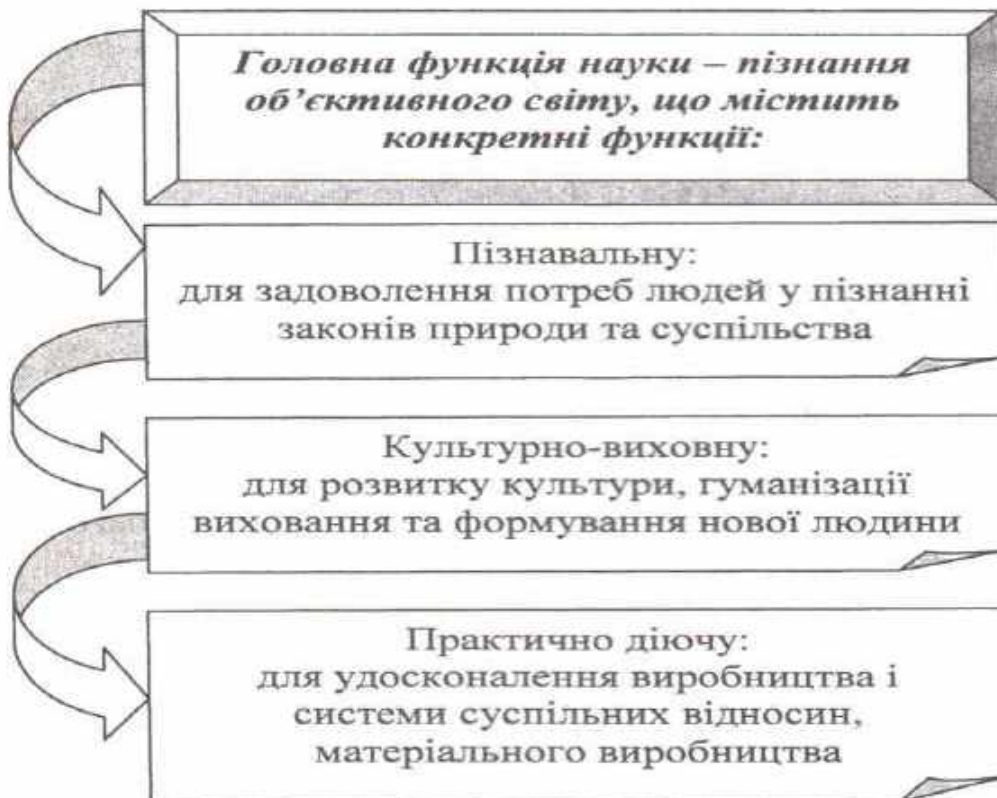 Головна функція науки – пізнання
об’єктивного світу, що містить
конкретні функції:
Пізнавальну:
для задоволення потреб людей у пізнанні
законів природи та суспільства
Культурно-виховну:
для розвитку культури, гуманізації
виховання та формування нової людини
Практично діючу:
для удосконалення виробництва і
системи суспільних відносин,
матеріального виробництва